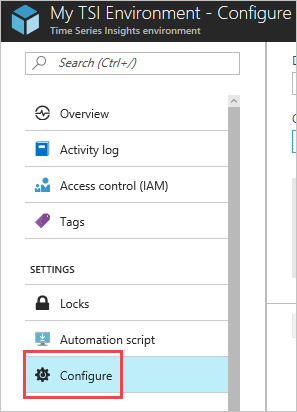 My TSI Environment - Configure
Time Series Insights environment
Search (Ctrl+/)
Overview
Activity log
Access control (IAM)
Tags
SETTINGS
Locks
Automation script
Configure